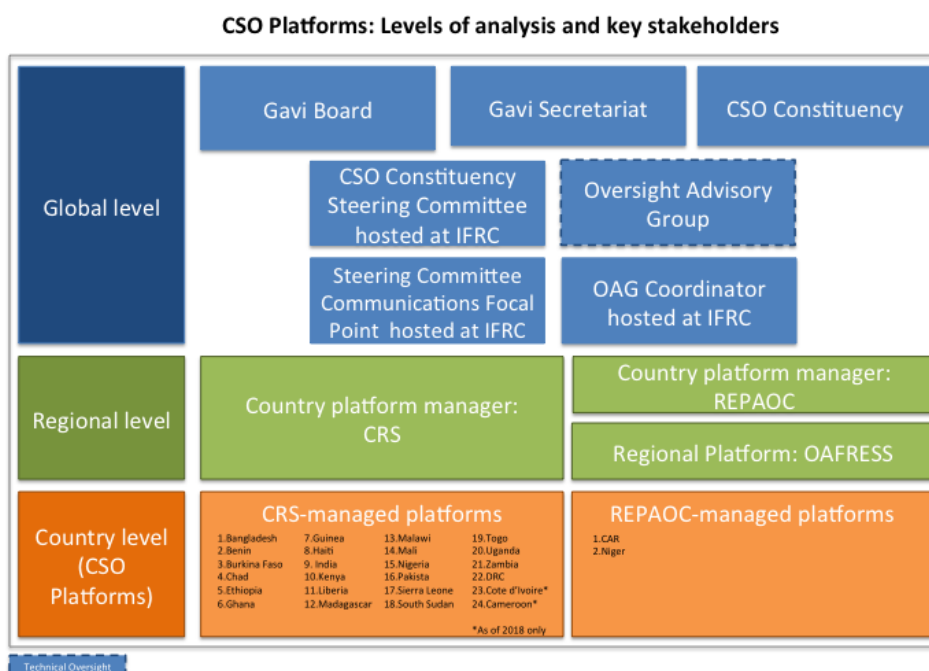 CSO Platforms: Levels of analysis and key stakeholders
Global level
Gavi Board
Gavi Secretariat
CSO Constituency
CSO Constituency
Steering Committee
hosted at IFRC
Oversight Advisory
Group
Steering Committee
Communications Focal
Point hosted at IFRC
OAG Coordinator
hosted at IFRC
Regional level
Country platform manager:
CRS
Country platform manager:
REPAOC
Regional Platform: OAFRESS
Country level
(CSO
Platforms)
CRS-managed platforms
1.Bangladesh
2.Benin
3.Burkina Faso
4.Chad
5.Ethiopia
6.Ghana
7.Guinea
8.Haiti
9. India
10.Kenya
11.Liberia
12.Madagascar
13.Malawi
14.Mali
15.Nigeria
16.Pakista
17.Sierra Leone
18.South Sudan
19.Togo
20.Uganda
21.Zambia
22.DRC
23.Cote d'Ivoire*
24.Cameroon*
*As of 2018 only
REPAOC-managed platforms
1.CAR
2.Niger
Technical Oversight